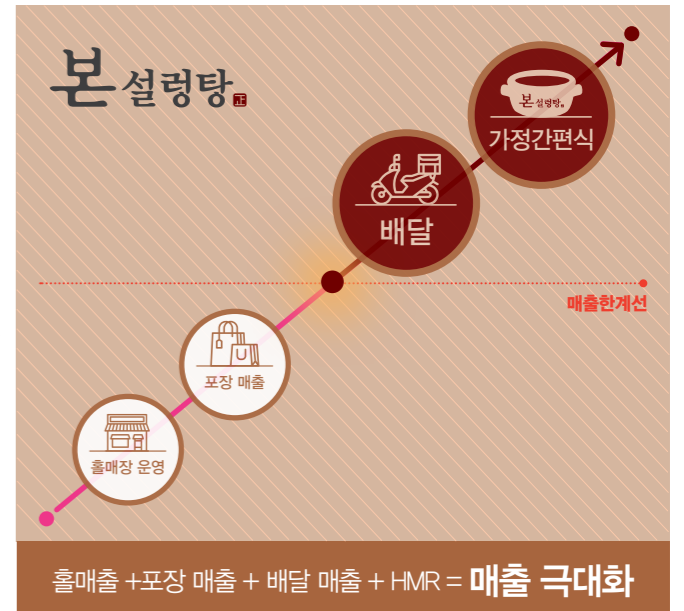 본설렁탕 正
본설렁탕
가정간편식
배달
매출한계선
포장 매출
홀매장 운영
홀매출 +포장 매출 + 배달 매출 + HMR = 매출 극대화